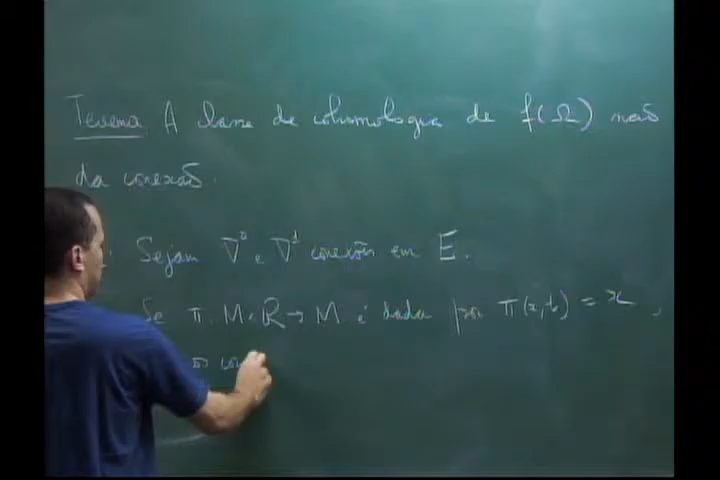 Teorema A classe de cohomologia de f(Ω) não
da conexão.
Sejam ∇⁰ e ∇¹ conexões em E.
Se π: M×ℝ→M é dada por π(x,t) = x,